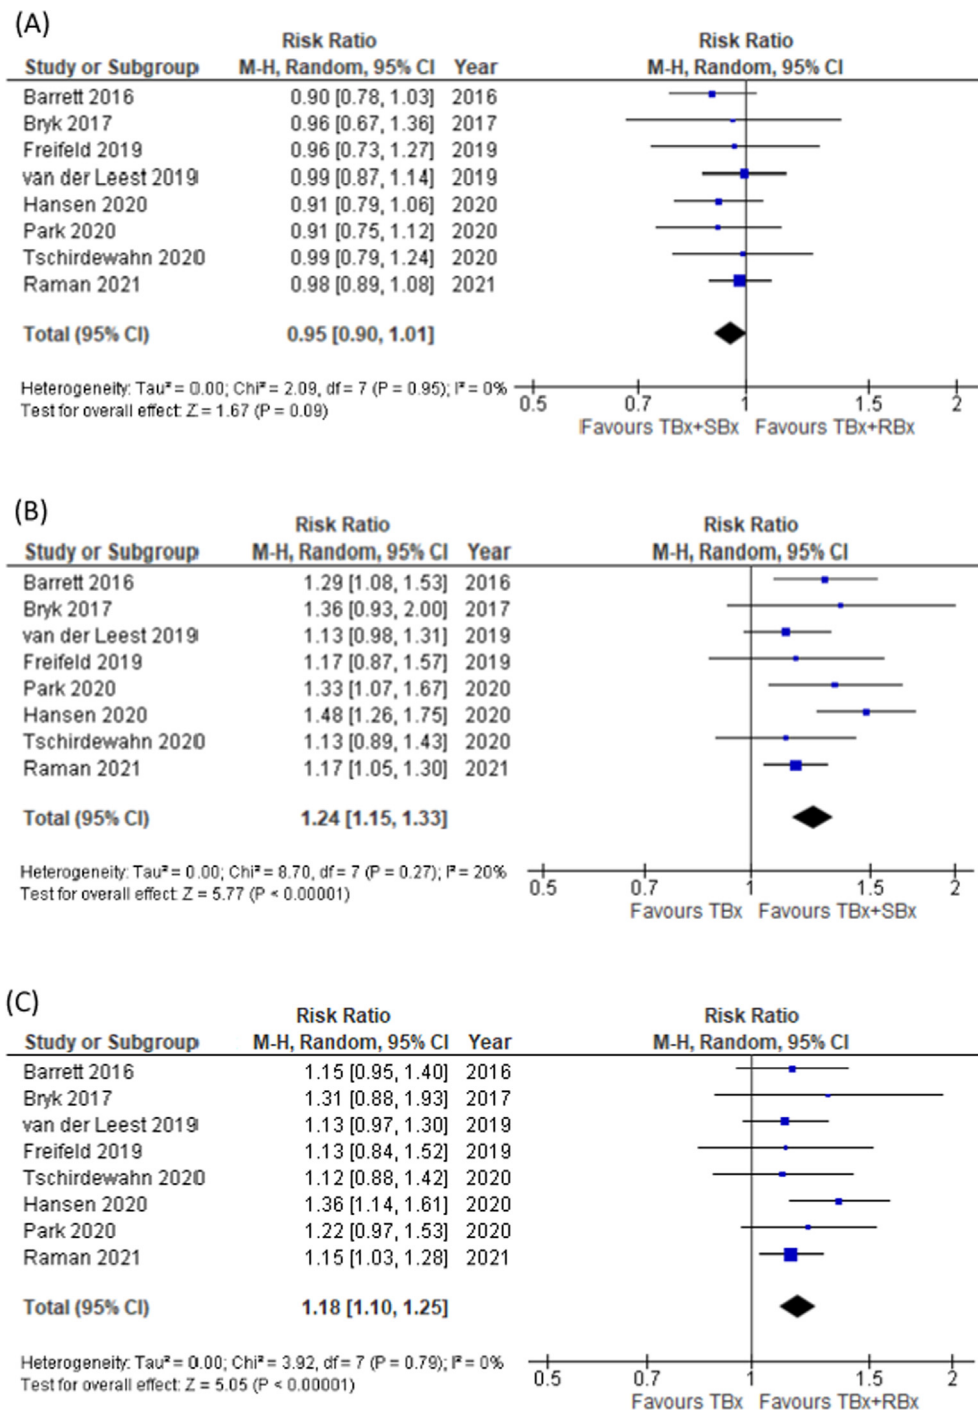 (A)
Risk Ratio Risk Ratio
Study or Subgroup M-H, Random, 95% CI Year M-H, Random, 95% CI
Barrett 2016 0.90 [0.78, 1.03] 2016
Bryk 2017 0.96 [0.67, 1.36] 2017
Freifeld 2019 0.96 [0.73, 1.27] 2019
van der Leest 2019 0.99 [0.87, 1.14] 2019
Hansen 2020 0.91 [0.79, 1.06] 2020
Park 2020 0.91 [0.75, 1.12] 2020
Tschirdewahn 2020 0.99 [0.79, 1.24] 2020
Raman 2021 0.98 [0.89, 1.08] 2021
Total (95% CI) 0.95 [0.90, 1.01]
Heterogeneity: Tau² = 0.00; Chi² = 2.09, df = 7 (P = 0.95); I² = 0%
Test for overall effect: Z = 1.67 (P = 0.09)
0.5 0.7 1 1.5 2
Favours TBx+SBx Favours TBx+RBx
(B)
Risk Ratio Risk Ratio
Study or Subgroup M-H, Random, 95% CI Year M-H, Random, 95% CI
Barrett 2016 1.29 [1.08, 1.53] 2016
Bryk 2017 1.36 [0.93, 2.00] 2017
van der Leest 2019 1.13 [0.98, 1.31] 2019
Freifeld 2019 1.17 [0.87, 1.57] 2019
Park 2020 1.33 [1.07, 1.67] 2020
Hansen 2020 1.48 [1.26, 1.75] 2020
Tschirdewahn 2020 1.13 [0.89, 1.43] 2020
Raman 2021 1.17 [1.05, 1.30] 2021
Total (95% CI) 1.24 [1.15, 1.33]
Heterogeneity: Tau² = 0.00; Chi² = 8.70, df = 7 (P = 0.27); I² = 20%
Test for overall effect: Z = 5.77 (P < 0.00001)
0.5 0.7 1 1.5 2
Favours TBx Favours TBx+SBx
(C)
Risk Ratio Risk Ratio
Study or Subgroup M-H, Random, 95% CI Year M-H, Random, 95% CI
Barrett 2016 1.15 [0.95, 1.40] 2016
Bryk 2017 1.31 [0.88, 1.93] 2017
van der Leest 2019 1.13 [0.97, 1.30] 2019
Freifeld 2019 1.13 [0.84, 1.52] 2019
Tschirdewahn 2020 1.12 [0.88, 1.42] 2020
Hansen 2020 1.36 [1.14, 1.61] 2020
Park 2020 1.22 [0.97, 1.53] 2020
Raman 2021 1.15 [1.03, 1.28] 2021
Total (95% CI) 1.18 [1.10, 1.25]
Heterogeneity: Tau² = 0.00; Chi² = 3.92, df = 7 (P = 0.79); I² = 0%
Test for overall effect: Z = 5.05 (P < 0.00001)
0.5 0.7 1 1.5 2
Favours TBx Favours TBx+RBx